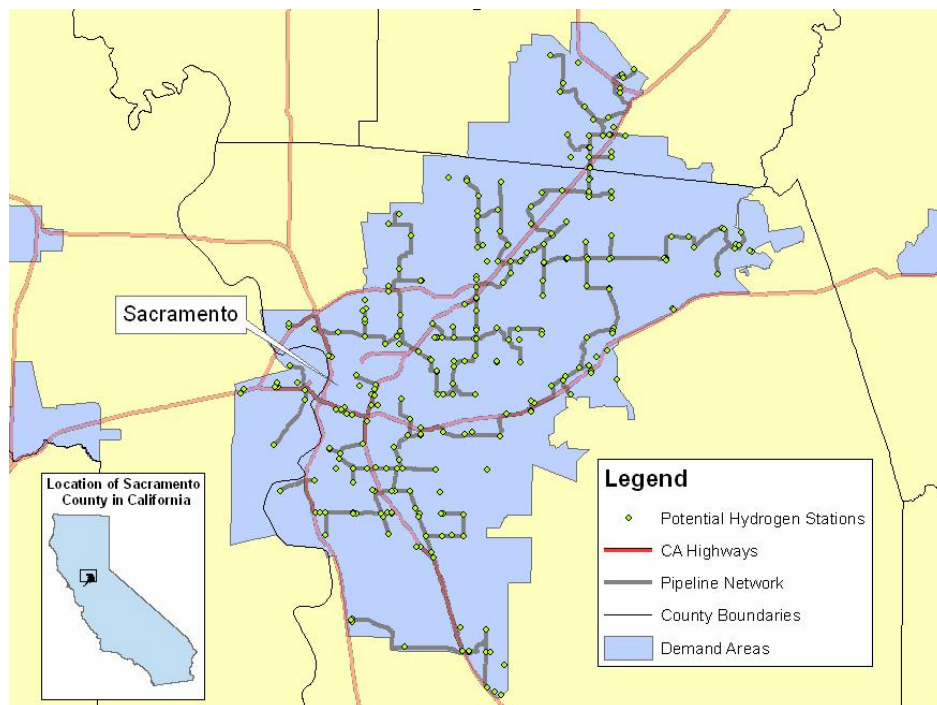 Sacramento
Location of Sacramento
County in California
Legend
Potential Hydrogen Stations
CA Highways
Pipeline Network
County Boundaries
Demand Areas